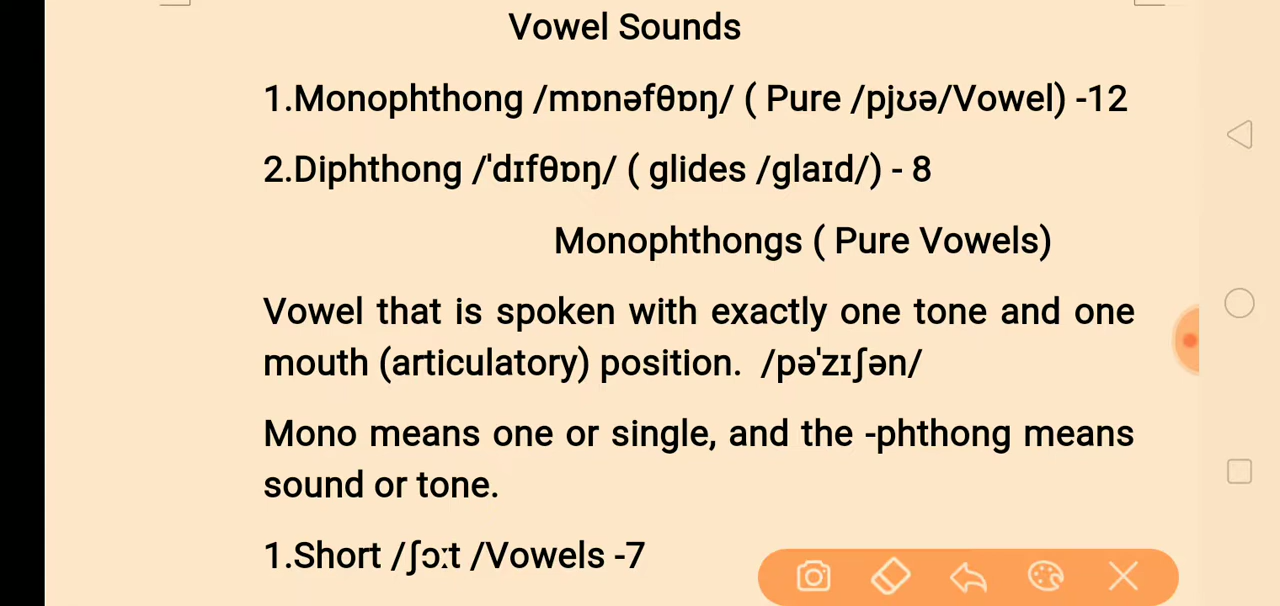 Vowel Sounds
1.Monophthong /mɒnəfθɒŋ/ ( Pure /pjʊə/Vowel) -12
2.Diphthong /ˈdɪfθɒŋ/ ( glides /glaɪd/) - 8
Monophthongs ( Pure Vowels)
Vowel that is spoken with exactly one tone and one
mouth (articulatory) position. /pəˈzɪʃən/
Mono means one or single, and the -phthong means
sound or tone.
1.Short /ʃɔːt /Vowels -7